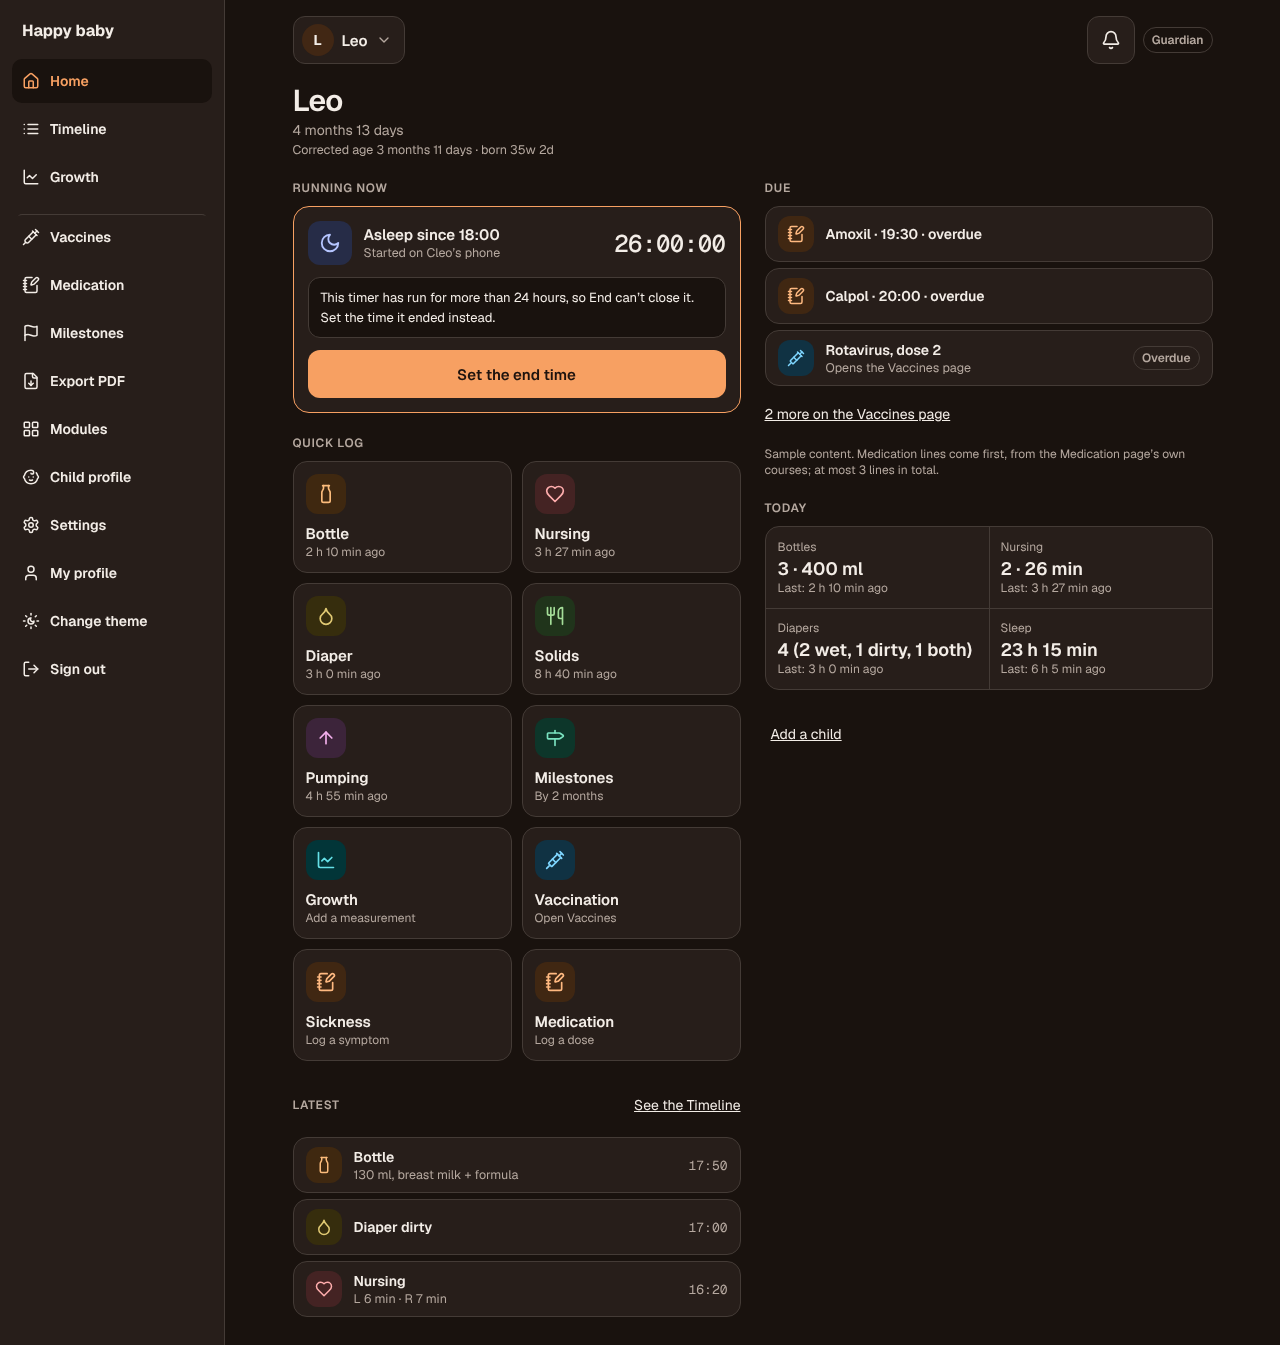 Happy baby
Home
Timeline
Growth
Vaccines
Medication
Milestones
Export PDF
Modules
Child profile
Settings
My profile
Change theme
Sign out
L Leo
Guardian
Leo
4 months 13 days
Corrected age 3 months 11 days · born 35w 2d
RUNNING NOW
Asleep since 18:00
Started on Cleo's phone
26:00:00
This timer has run for more than 24 hours, so End can't close it.
Set the time it ended instead.
Set the end time
QUICK LOG
Bottle
2 h 10 min ago
Nursing
3 h 27 min ago
Diaper
3 h 0 min ago
Solids
8 h 40 min ago
Pumping
4 h 55 min ago
Milestones
By 2 months
Growth
Add a measurement
Vaccination
Open Vaccines
Sickness
Log a symptom
Medication
Log a dose
LATEST
See the Timeline
Bottle
130 ml, breast milk + formula
17:50
Diaper dirty
17:00
Nursing
L 6 min · R 7 min
16:20
DUE
Amoxil · 19:30 · overdue
Calpol · 20:00 · overdue
Rotavirus, dose 2
Opens the Vaccines page
Overdue
2 more on the Vaccines page
Sample content. Medication lines come first, from the Medication page's own
courses; at most 3 lines in total.
TODAY
Bottles
3 · 400 ml
Last: 2 h 10 min ago
Nursing
2 · 26 min
Last: 3 h 27 min ago
Diapers
4 (2 wet, 1 dirty, 1 both)
Last: 3 h 0 min ago
Sleep
23 h 15 min
Last: 6 h 5 min ago
Add a child